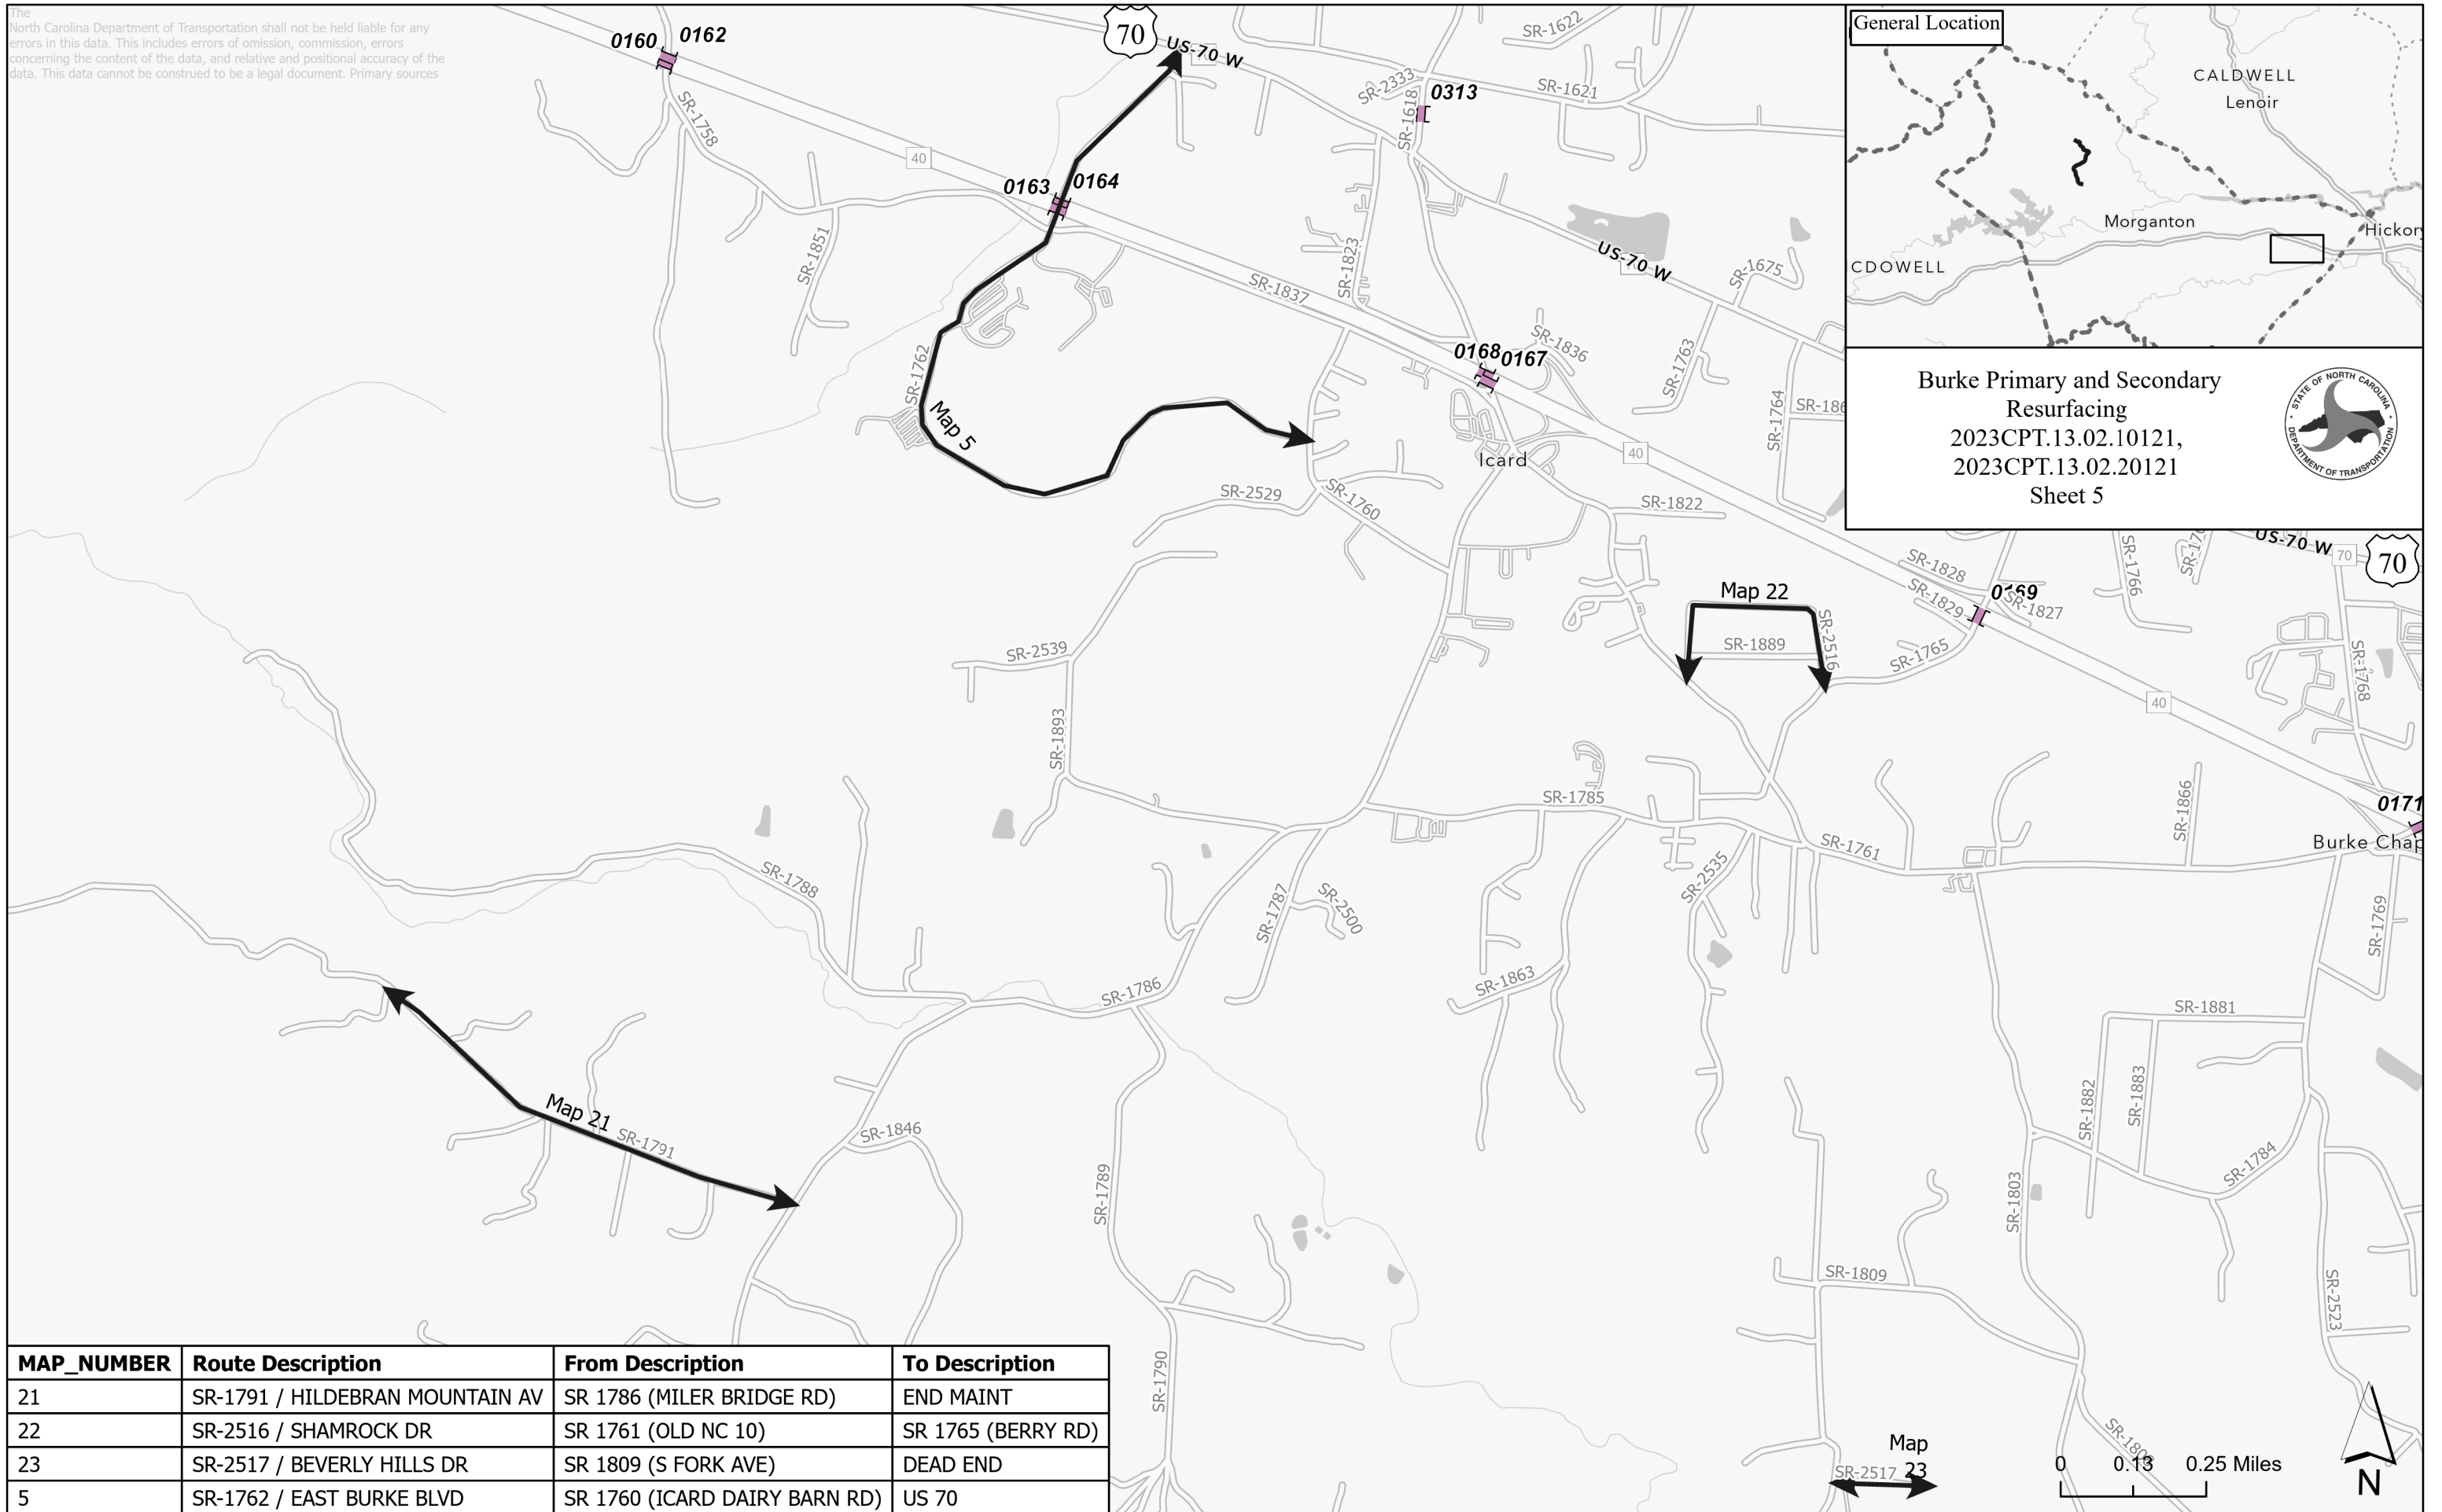 The
North Carolina Department of Transportation shall not be held liable for any
errors in this data. This includes errors of omission, commission, errors
concerning the content of the data, and relative and positional accuracy of the
data. This data cannot be construed to be a legal document. Primary sources
0160
0162
70
US-70 W
SR-1622
SR-2333
SR-1618
0313
SR-1621
SR-1758
40
0163
0164
SR-1851
SR-1823
US-70 W
SR-1675
SR-1837
SR-1762
Map 5
0168
0167
SR-1836
SR-1763
SR-1764
SR-186
40
Icard
SR-2529
SR-1760
SR-1822
General Location
CALDWELL
Lenoir
Morganton
Hickory
CDOWELL
Burke Primary and Secondary
Resurfacing
2023CPT.13.02.10121,
2023CPT.13.02.20121
Sheet 5
STATE OF NORTH CAROLINA
DEPARTMENT OF TRANSPORTATION
US-70 W
70
70
SR-1766
SR-1828
SR-1829
0169
SR-1827
Map 22
SR-1889
SR-2516
SR-1765
SR-1768
40
SR-2539
SR-1893
SR-1785
SR-1866
0171
Burke Chap
SR-1761
SR-1788
SR-1787
SR-2500
SR-2535
SR-1769
SR-1786
SR-1863
SR-1881
SR-1882
SR-1883
Map 21
SR-1791
SR-1846
SR-1789
SR-1803
SR-1784
SR-1809
SR-2523
SR-1790
Map
23
SR-2517
0 0.13 0.25 Miles
N
MAP_NUMBER Route Description From Description To Description
21 SR-1791 / HILDEBRAN MOUNTAIN AV SR 1786 (MILER BRIDGE RD) END MAINT
22 SR-2516 / SHAMROCK DR SR 1761 (OLD NC 10) SR 1765 (BERRY RD)
23 SR-2517 / BEVERLY HILLS DR SR 1809 (S FORK AVE) DEAD END
5 SR-1762 / EAST BURKE BLVD SR 1760 (ICARD DAIRY BARN RD) US 70